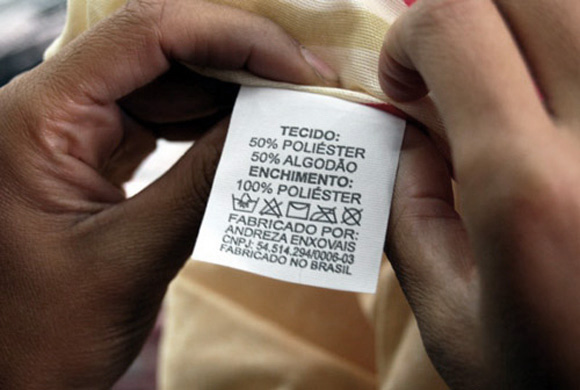 TECIDO:
50% POLIÉSTER
50% ALGODÃO
ENCHIMENTO:
100% POLIÉSTER
FABRICADO POR:
ANDREZA ENXOVAIS
CNPJ: 54.514.294/0006-03
FABRICADO NO BRASIL